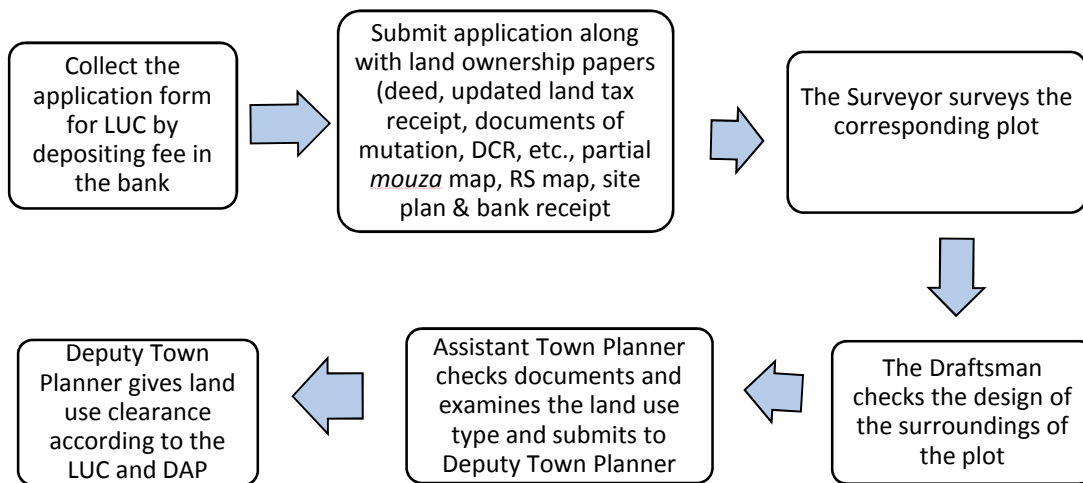 Collect the
application form
for LUC by
depositing fee in
the bank
Submit application along
with land ownership papers
(deed, updated land tax
receipt, documents of
mutation, DCR, etc., partial
mouza map, RS map, site
plan & bank receipt
The Surveyor surveys the
corresponding plot
The Draftsman
checks the design of
the surroundings of
the plot
Assistant Town Planner
checks documents and
examines the land use
type and submits to
Deputy Town Planner
Deputy Town
Planner gives land
use clearance
according to the
LUC and DAP